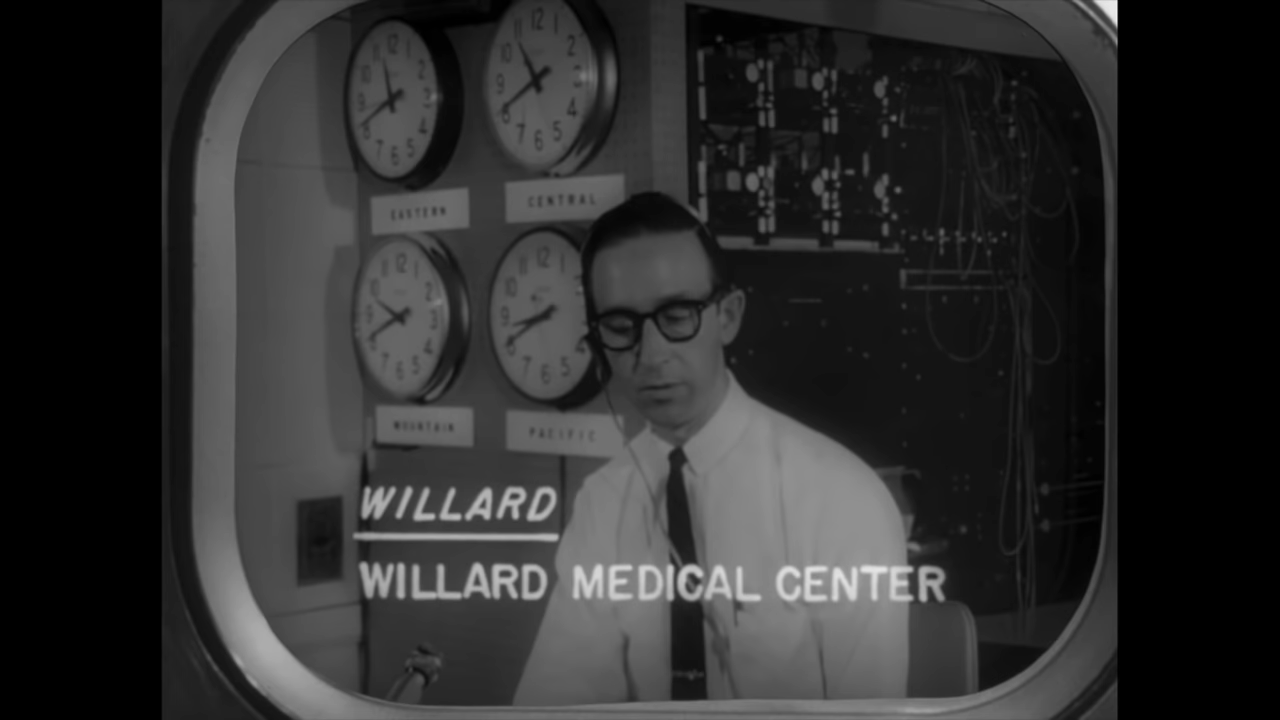 EASTERN
CENTRAL
MOUNTAIN
PACIFIC
WILLARD
WILLARD MEDICAL CENTER